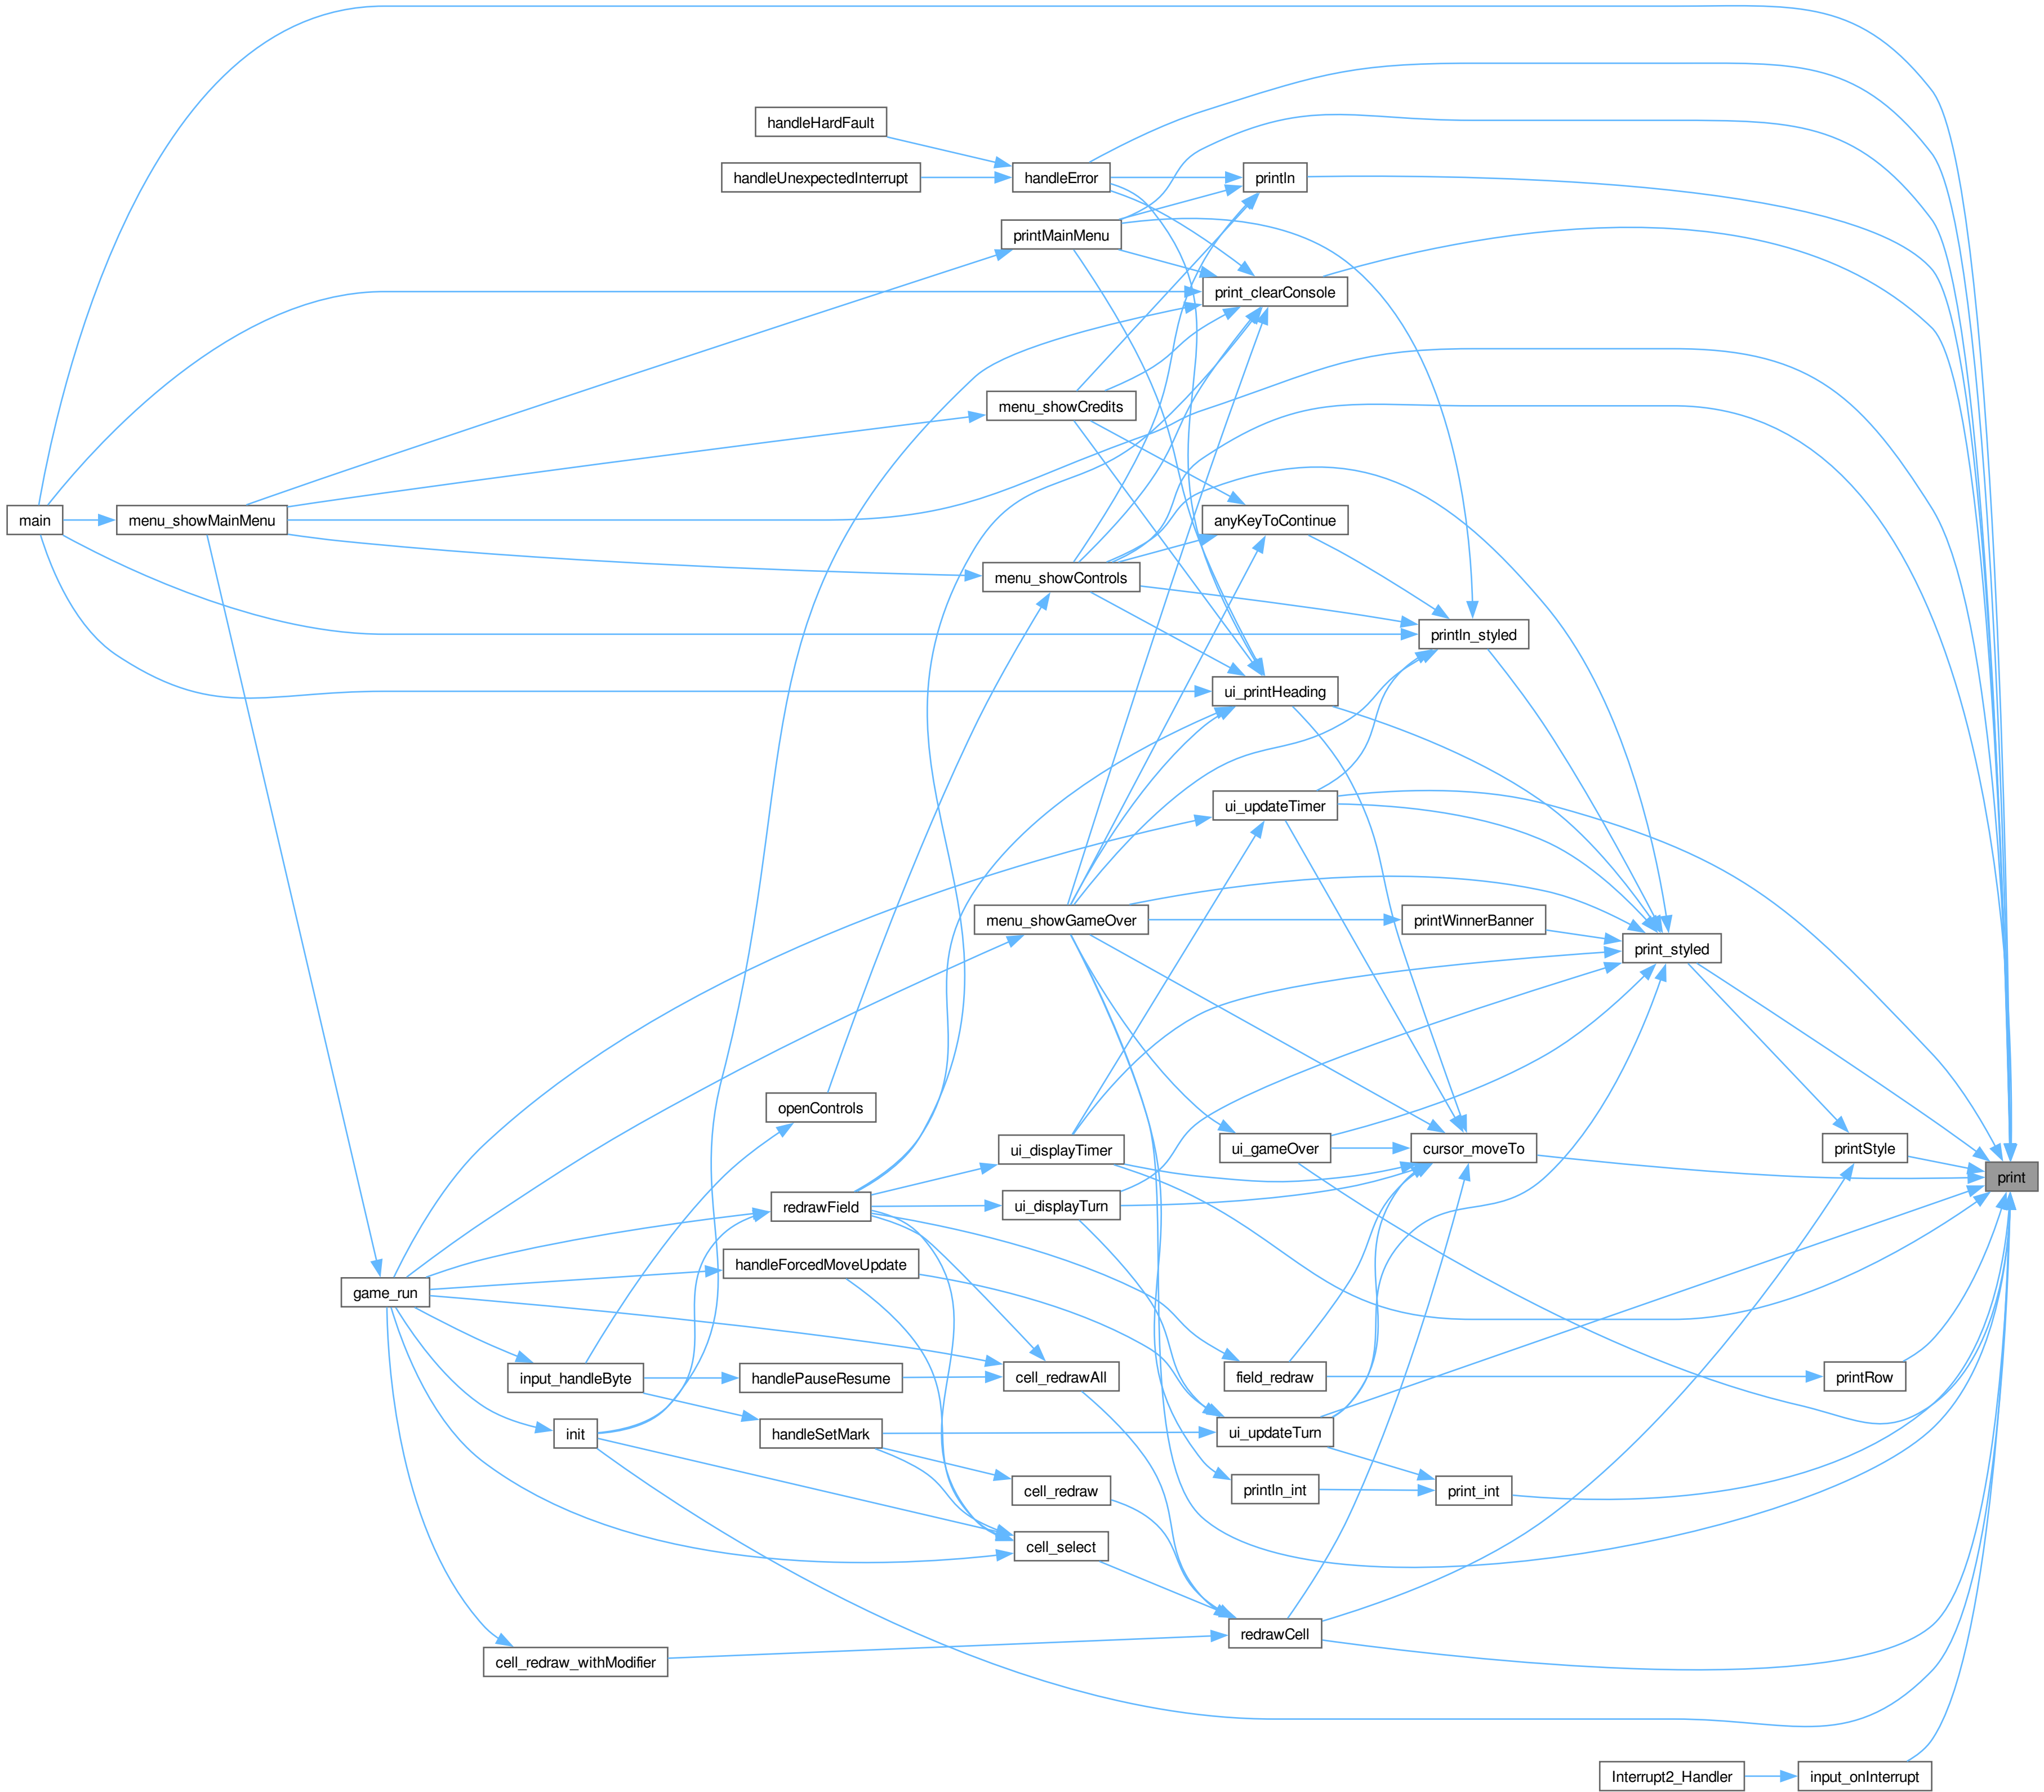 handleHardFault
handleUnexpectedInterrupt
handleError
println
printMainMenu
print_clearConsole
menu_showCredits
main
menu_showMainMenu
anyKeyToContinue
menu_showControls
println_styled
ui_printHeading
ui_updateTimer
menu_showGameOver
printWinnerBanner
print_styled
openControls
ui_displayTimer
ui_gameOver
cursor_moveTo
printStyle
print
redrawField
ui_displayTurn
handleForcedMoveUpdate
game_run
input_handleByte
handlePauseResume
cell_redrawAll
field_redraw
printRow
init
handleSetMark
ui_updateTurn
cell_redraw
println_int
print_int
cell_select
redrawCell
cell_redraw_withModifier
Interrupt2_Handler
input_onInterrupt